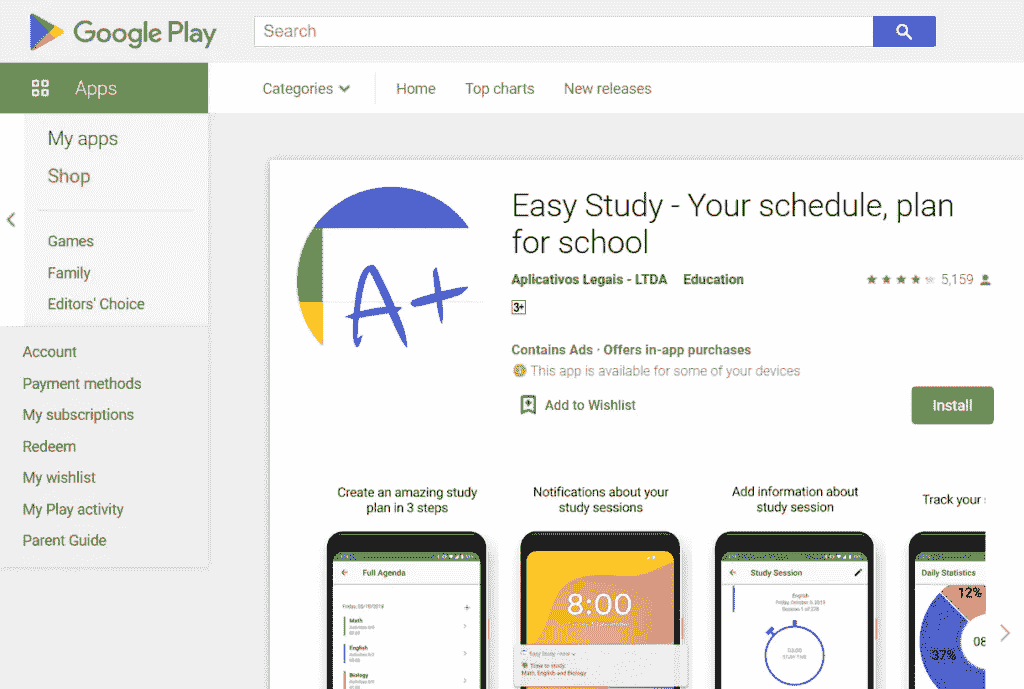 Google Play
Search
Apps
Categories
Home
Top charts
New releases
My apps
Shop
Games
Family
Editors' Choice
Account
Payment methods
My subscriptions
Redeem
My wishlist
My Play activity
Parent Guide
A+
Easy Study - Your schedule, plan
for school
Aplicativos Legais - LTDA Education
5,159
3+
Contains Ads · Offers in-app purchases
This app is available for some of your devices
Add to Wishlist
Install
Create an amazing study
plan in 3 steps
Full Agenda
Math
English
Biology
Notifications about your
study sessions
8:00
Time to study
Math, English and Biology
Add information about
study session
Study Session
English
Track your
Daily Statistics
12%
37%
08